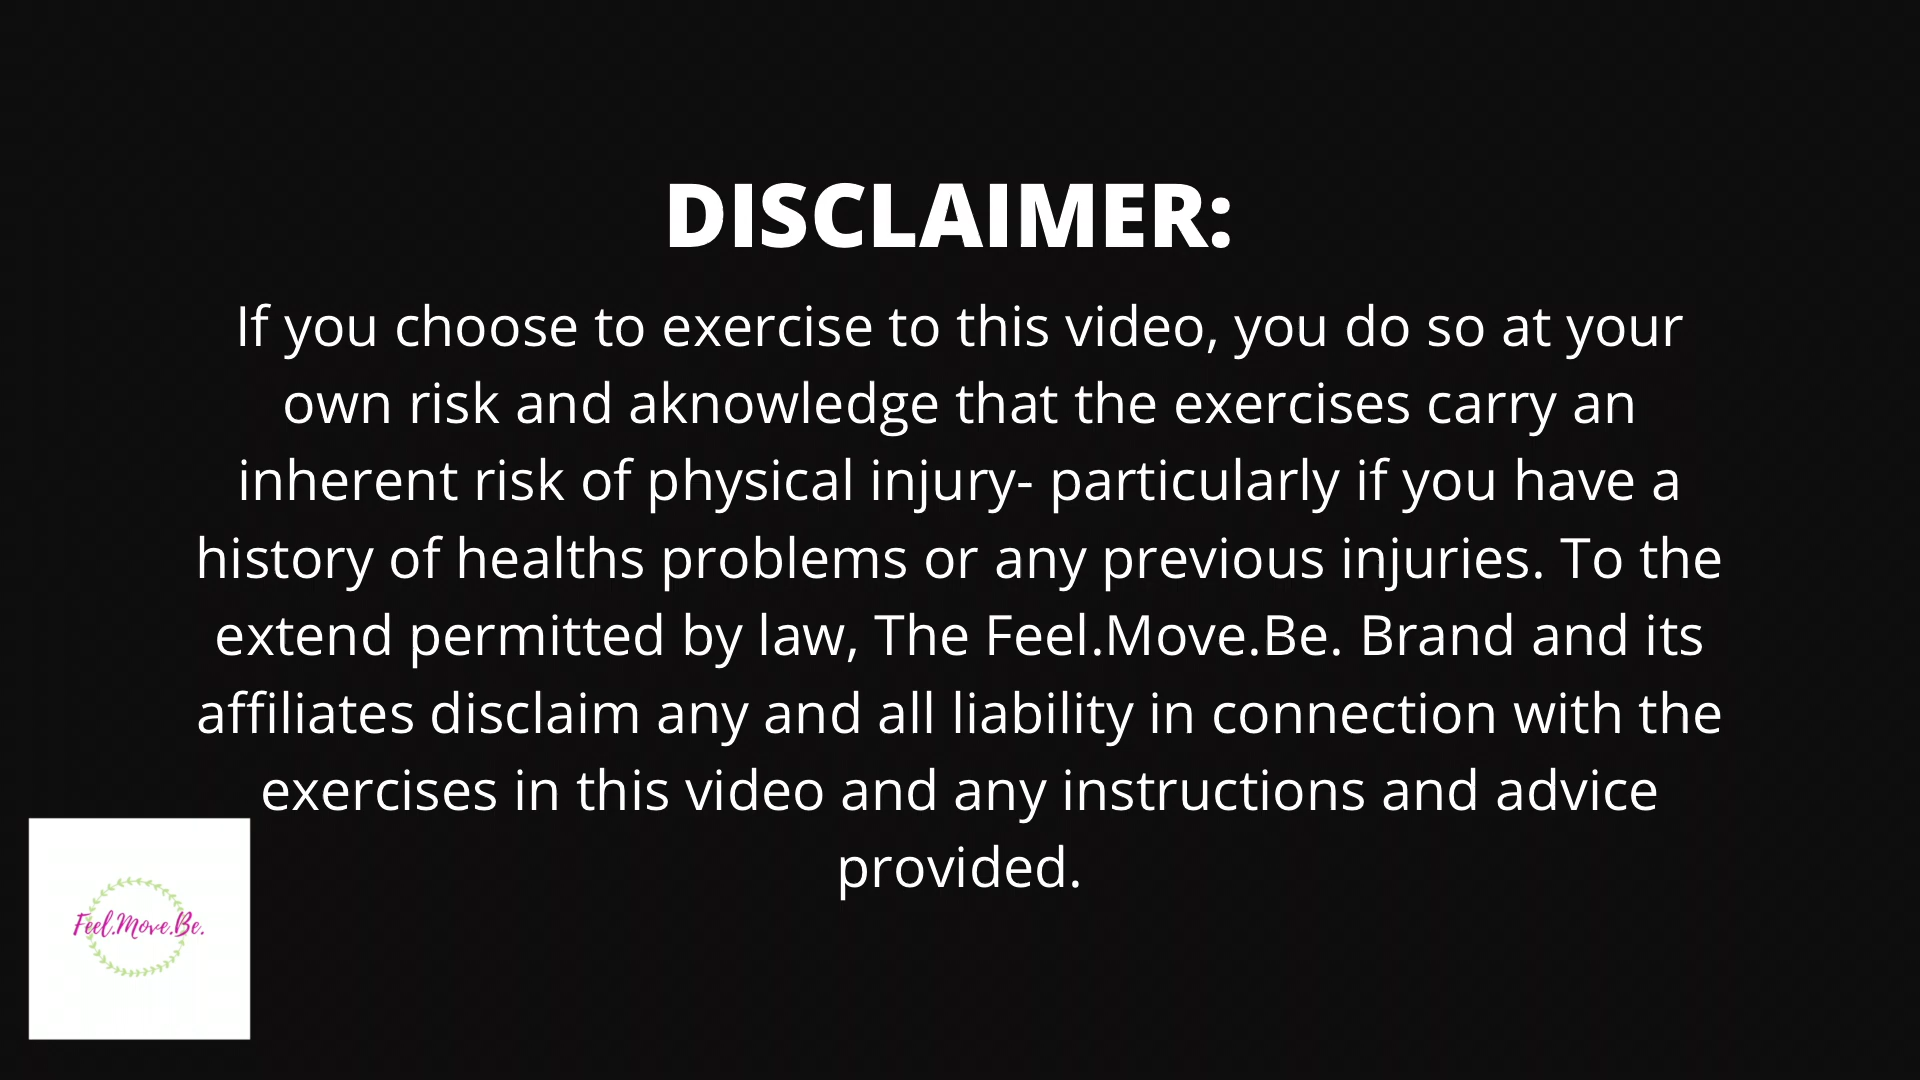 DISCLAIMER:
If you choose to exercise to this video, you do so at your
own risk and aknowledge that the exercises carry an
inherent risk of physical injury- particularly if you have a
history of healths problems or any previous injuries. To the
extend permitted by law, The Feel.Move.Be. Brand and its
affiliates disclaim any and all liability in connection with the
exercises in this video and any instructions and advice
provided.
Feel.Move.Be.